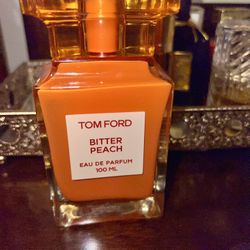 TOM FORD
BITTER
PEACH
EAU DE PARFUM
100 ML